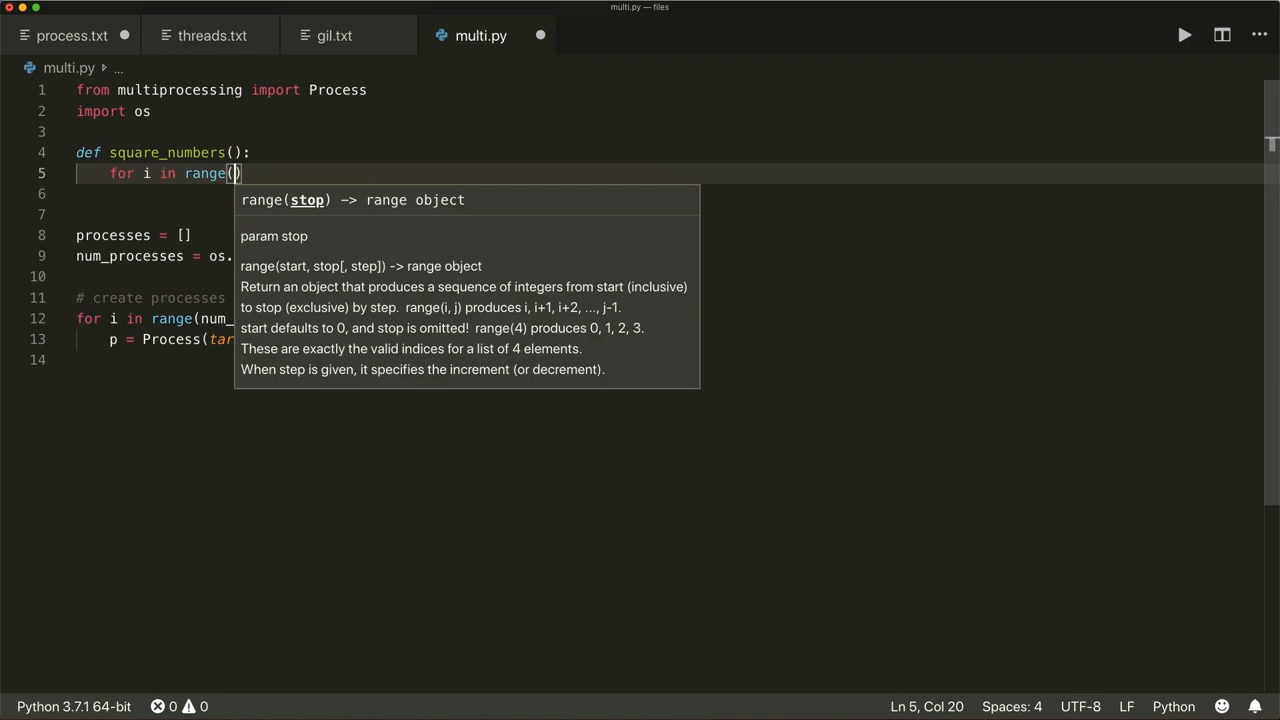 multi.py — files
process.txt threads.txt gil.txt multi.py
multi.py ...
1 from multiprocessing import Process
2 import os
3
4 def square_numbers():
5 for i in range()
6
7
8 processes = []
9 num_processes = os.
10
11 # create processes
12 for i in range(num_
13 p = Process(tar
14
range(stop) -> range object
param stop
range(start, stop[, step]) -> range object
Return an object that produces a sequence of integers from start (inclusive)
to stop (exclusive) by step. range(i, j) produces i, i+1, i+2, ..., j-1.
start defaults to 0, and stop is omitted! range(4) produces 0, 1, 2, 3.
These are exactly the valid indices for a list of 4 elements.
When step is given, it specifies the increment (or decrement).
Python 3.7.1 64-bit 0 0 Ln 5, Col 20 Spaces: 4 UTF-8 LF Python